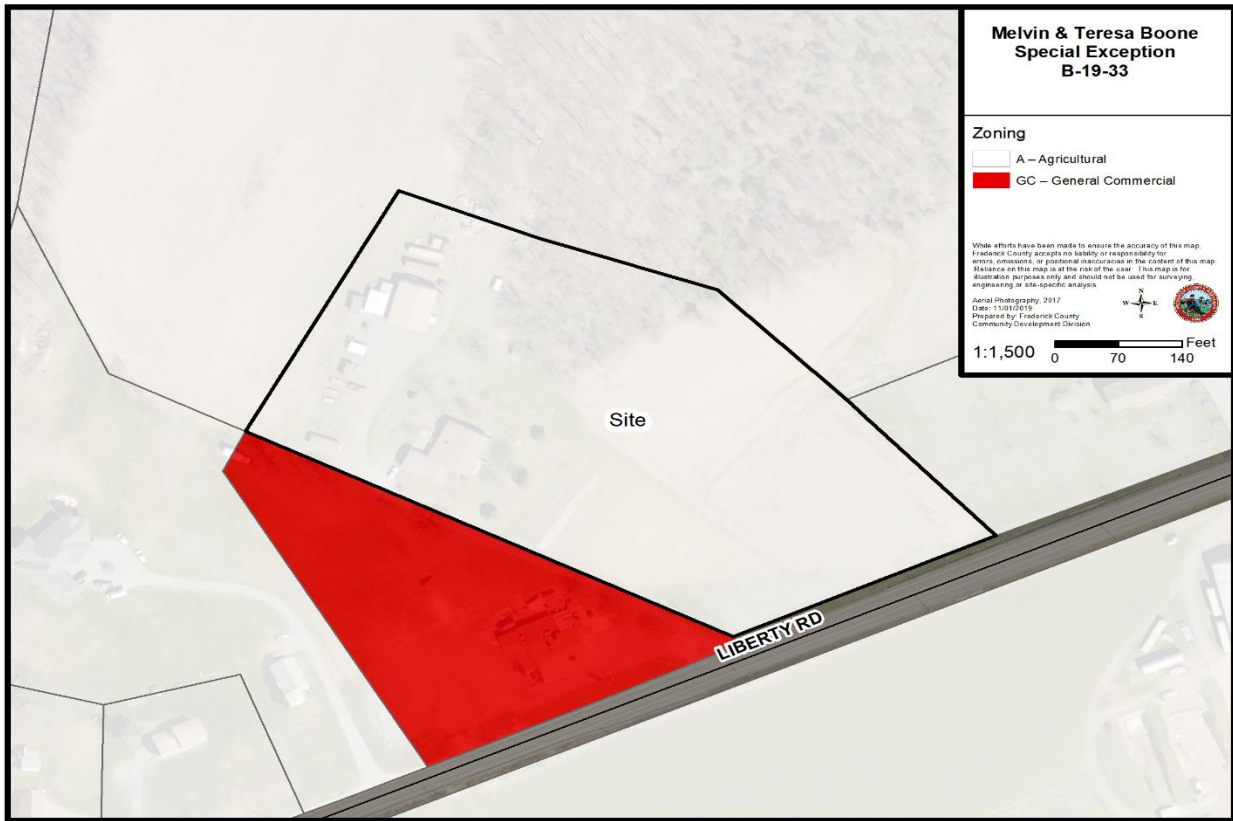 Melvin & Teresa Boone
Special Exception
B-19-33
Zoning
A – Agricultural
GC – General Commercial
While efforts have been made to ensure the accuracy of this map,
Frederick County accepts no liability or responsibility for
errors, omissions, or positional inaccuracies in the content of this map.
Reliance on this map is at the risk of the user. This map is for
illustration purposes only and should not be used for surveying,
engineering, or site-specific analysis.
Aerial Photography, 2017
Date: 11/01/2019
Prepared by: Frederick County
Community Development Division
N
W E
S
1:1,500
Feet
0 70 140
Site
LIBERTY RD